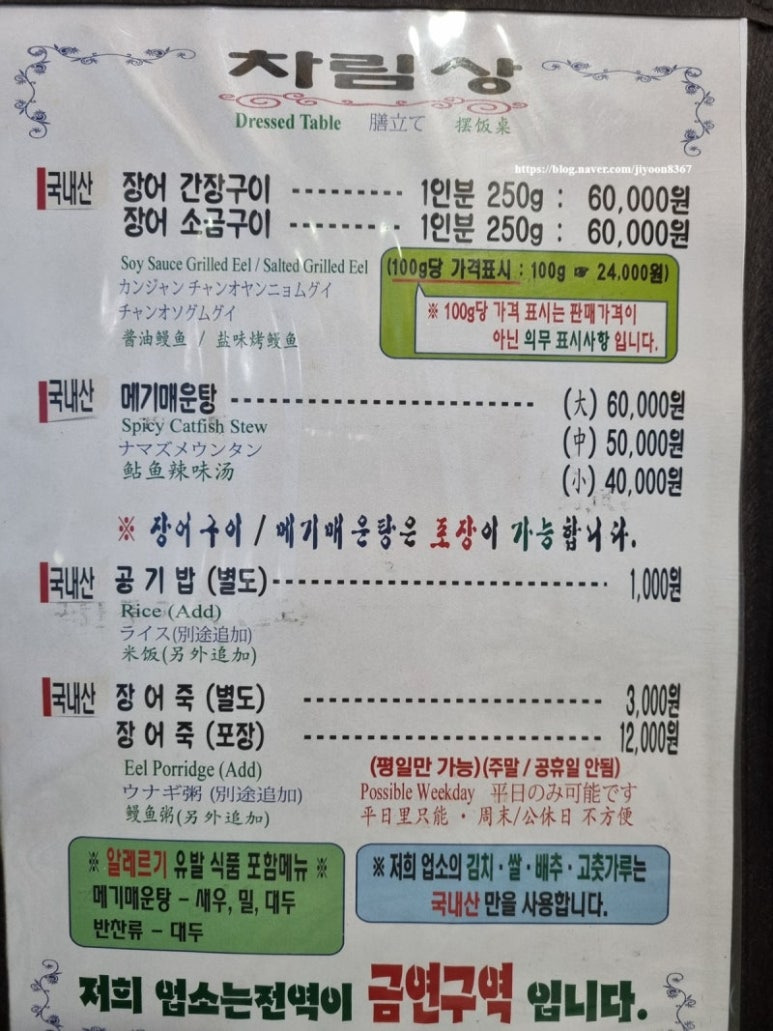 차림상
Dressed Table 膳立て 摆饭桌
https://blog.naver.com/jiyoon8367
국내산 장어 간장구이 --------- 1인분 250g : 60,000원
장어 소금구이 --------- 1인분 250g : 60,000원
Soy Sauce Grilled Eel / Salted Grilled Eel
カンジャン チャンオヤンニョムグイ
チャンオソグムグイ
酱油鳗鱼 / 盐味烤鳗鱼
(100g당 가격표시 : 100g ☞ 24,000원)
※ 100g당 가격 표시는 판매가격이
아닌 의무 표시사항 입니다.
국내산 메기매운탕 ------------------------ (大) 60,000원
Spicy Catfish Stew
ナマズメウンタン
鲇鱼辣味汤
(中) 50,000원
(小) 40,000원
※ 장어구이 / 메기매운탕은 포장이 가능합니다.
국내산 공기밥 (별도)-------------------------- 1,000원
Rice (Add)
ライス(別途追加)
米饭(另外追加)
국내산 장어죽 (별도) ----------------------- 3,000원
장어죽 (포장) ----------------------- 12,000원
Eel Porridge (Add)
ウナギ粥 (別途追加)
鳗鱼粥(另外追加)
(평일만 가능)(주말 / 공휴일 안됨)
Possible Weekday 平日のみ可能です
平日里只能 · 周末/公休日 不方便
※ 알레르기 유발 식품 포함메뉴 ※
메기매운탕 - 새우, 밀, 대두
반찬류 - 대두
※ 저희 업소의 김치 · 쌀 · 배추 · 고춧가루는
국내산 만을 사용합니다.
저희 업소는전역이 금연구역 입니다.